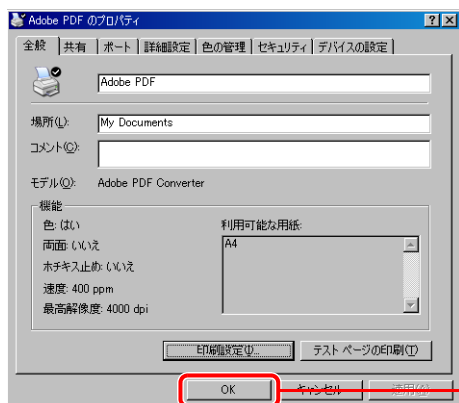 Adobe PDF のプロパティ
全般 共有 ポート 詳細設定 色の管理 セキュリティ デバイスの設定
Adobe PDF
場所(L): My Documents
コメント(C):
モデル(O): Adobe PDF Converter
機能
色: はい 利用可能な用紙:
両面: いいえ A4
ホチキス止め: いいえ
速度: 400 ppm
最高解像度: 4000 dpi
印刷設定(I)... テスト ページの印刷(T)
OK キャンセル 適用(A)